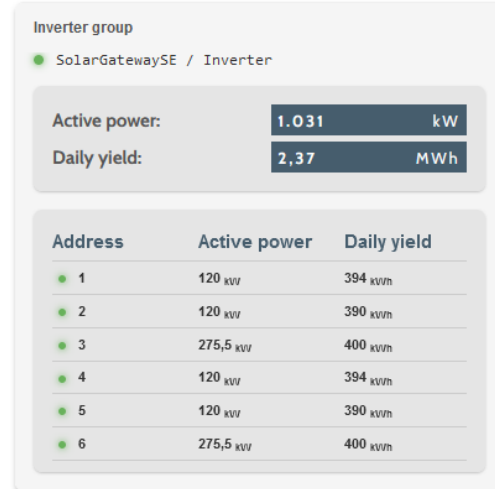 Inverter group
SolarGatewaySE / Inverter
Active power: 1.031 kW
Daily yield: 2,37 MWh
Address Active power Daily yield
1 120 kW 394 kWh
2 120 kW 390 kWh
3 275,5 kW 400 kWh
4 120 kW 394 kWh
5 120 kW 390 kWh
6 275,5 kW 400 kWh